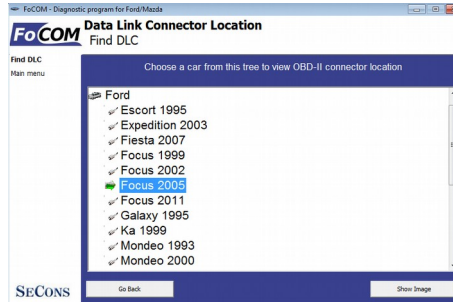 FoCOM - Diagnostic program for Ford/Mazda
FoCOM
Data Link Connector Location
Find DLC
Find DLC
Main menu
Choose a car from this tree to view OBD-II connector location
Ford
Escort 1995
Expedition 2003
Fiesta 2007
Focus 1999
Focus 2002
Focus 2005
Focus 2011
Galaxy 1995
Ka 1999
Mondeo 1993
Mondeo 2000
SECONS
Go Back
Show Image